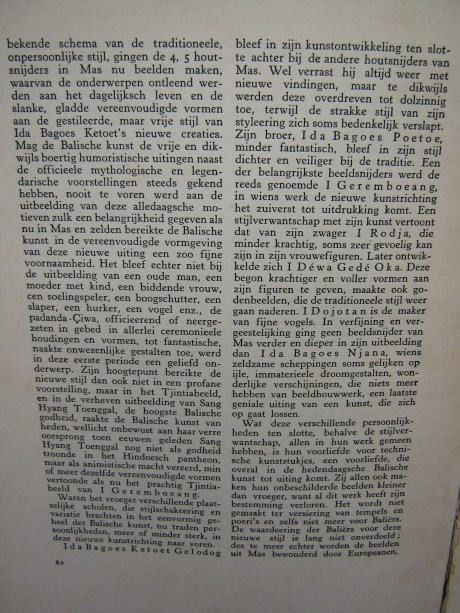 bekende schema van de traditioneele,
onpersoonlijke stijl, gingen de 4, 5 hout-
snijders in Mas nu beelden maken,
waarvan de onderwerpen ontleend wer-
den aan het dagelijksch leven en de
slanke, gladde vereenvoudigde vormen
aan de gestileerde, maar vrije stijl van
Ida Bagoes Ketoet's nieuwe creaties.
Mag de Balische kunst de vrije en dik-
wijls boertig humoristische uitingen naast
de officieele mythologische en legen-
darische voorstellingen steeds gekend
hebben, nooit te voren werd aan de
uitbeelding van deze alledaagsche mo-
tieven zulk een belangrijkheid gegeven als
nu in Mas en zelden bereikte de Balische
kunst in de vereenvoudigde vormgeving
van deze nieuwe uiting een zoo fijne
voornaamheid. Het bleef echter niet bij
de uitbeelding van een oude man, een
moeder met kind, een biddende vrouw,
een soelingspeler, een boogschutter, een
slaper, een hurker, een vogel enz., de
padanda-Çiwa, officieerend of neerge-
zeten in gebed in allerlei ceremonieele
houdingen en vormen, tot fantastische,
naakte onwezenlijke gestalten toe, werd
in deze eerste periode een geliefd on-
derwerp. Zijn hoogtepunt bereikte de
nieuwe stijl dan ook niet in een profane
voorstelling, maar in het Tjintiabeeld,
en in de verheven uitbeelding van Sang
Hyang Toenggal, de hoogste Balische
godheid, raakte de Balische kunst van
heden, wellicht onbewust aan haar verre
oorsprong toen eeuwen geleden Sang
Hyang Toenggal nog niet als godheid
troonde in het Hindoesch pantheon,
maar als animistische macht vereerd, min
of meer dezelfde vereenvoudigde vormen
vertoonde als nu het prachtig Tjintia-
beeld van I Geremboeang.
Waren het vroeger verschillende plaat-
selijke scholen, die stijlschakeering en
variatie brachten in het eenvormig ge-
heel der Balische kunst, nu traden per-
soonlijkheden, meer of minder sterk, in
deze nieuwe kunstrichting naar voren.
Ida Bagoes Ketoet Gelodog
62
bleef in zijn kunstontwikkeling ten slot-
te achter bij de andere houtsnijders van
Mas. Wel verrast hij altijd weer met
nieuwe vindingen, maar te dikwijls
werden deze overdreven tot dolzinnig
toe, terwijl de strakke stijl van zijn
styleering zich soms bedenkelijk verslapt.
Zijn broer, Ida Bagoes Poetoe,
minder fantastisch, bleef in zijn stijl
dichter en veiliger bij de traditie. Een
der belangrijkste beeldsnijders werd de
reeds genoemde I Geremboeang,
in wiens werk de nieuwe kunstrichting
het zuiverst tot uitdrukking komt. Een
stijlverwantschap met zijn kunst vertoont
dat van zijn zwager I Rodja, die
minder krachtig, soms zeer gevoelig kan
zijn in zijn vrouwefiguren. Later ontwik-
kelde zich I Déwa Gedé Oka. Deze
begon krachtiger en voller vormen aan
zijn figuren te geven, maakte ook go-
denbeelden, die de traditioneele stijl weer
gaan naderen. I Dojotan is de maker
van fijne vogels. In verfijning en ver-
geestelijking geen beeldsnijder van
Mas verder en dieper in zijn uitbeelding
dan Ida Bagoes Njana, wiens
zeldzame scheppingen soms gelijken op
ijle, immaterieele droomgestalten, won-
derlijke verschijningen, die niets meer
hebben van beeldhouwwerk, een laatste
geniale uiting van een kunst, die zich
op gaat lossen.
Wat deze verschillende persoonlijk-
heden ten slotte, behalve de stijlver-
wantschap, allen in hun werk gemeen
hebben, is hun voorliefde voor techni-
sche kunststukjes, een voorliefde, die
overal in de hedendaagsche Balische
kunst tot uiting komt. Zij allen ook ma-
ken hun onbeschilderde beelden kleiner
dan vroeger, want al dit werk heeft zijn
bestemming verloren. Het wordt niet
gemaakt ter versiering van tempels en
poeri's en zelfs niet meer voor Baliërs.
De waardeering der Baliërs voor deze
nieuwe stijl is lang niet onverdeeld;
des te meer echter worden de beelden
uit Mas bewonderd door Europeanen,